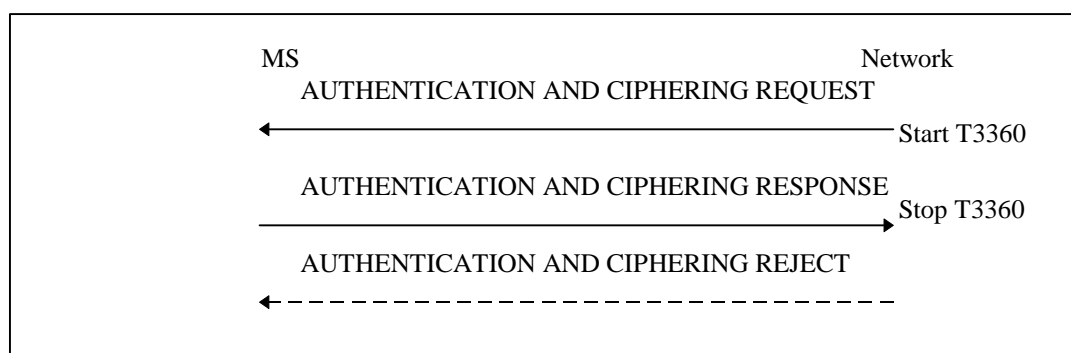 MS Network
AUTHENTICATION AND CIPHERING REQUEST
Start T3360
AUTHENTICATION AND CIPHERING RESPONSE
Stop T3360
AUTHENTICATION AND CIPHERING REJECT